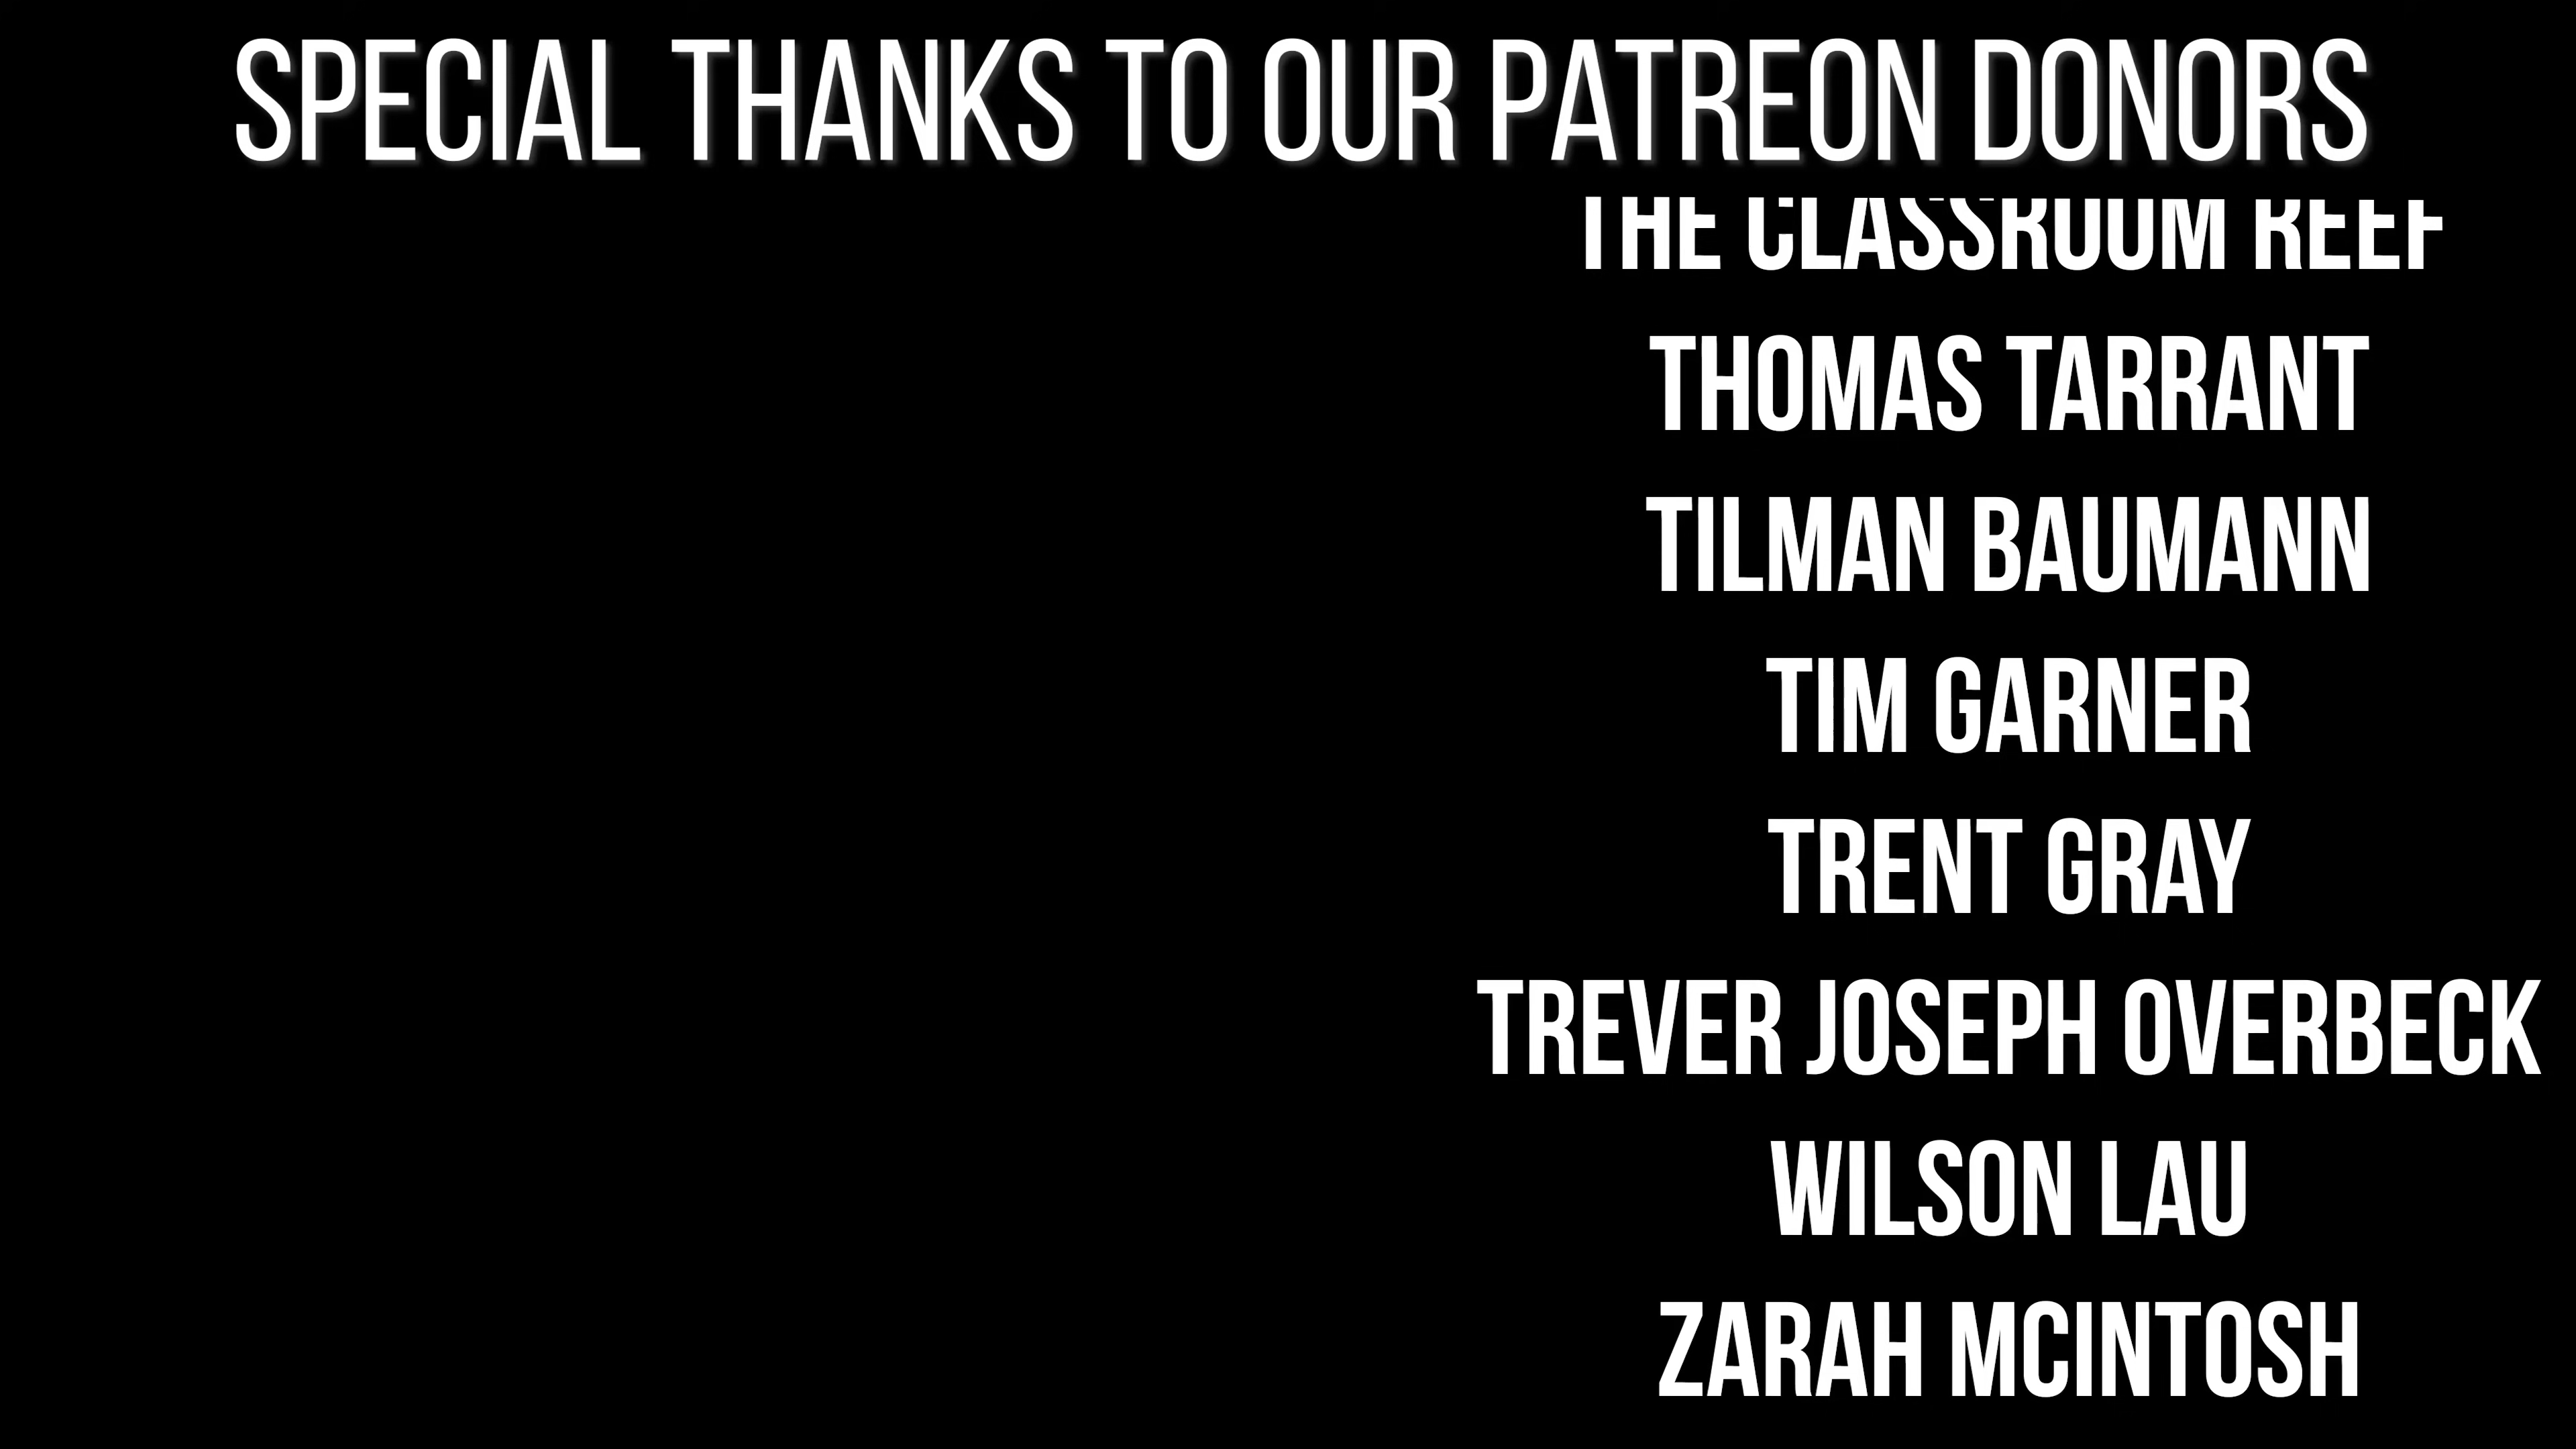 SPECIAL THANKS TO OUR PATREON DONORS
THE CLASSROOM REEF
THOMAS TARRANT
TILMAN BAUMANN
TIM GARNER
TRENT GRAY
TREVER JOSEPH OVERBECK
WILSON LAU
ZARAH MCINTOSH